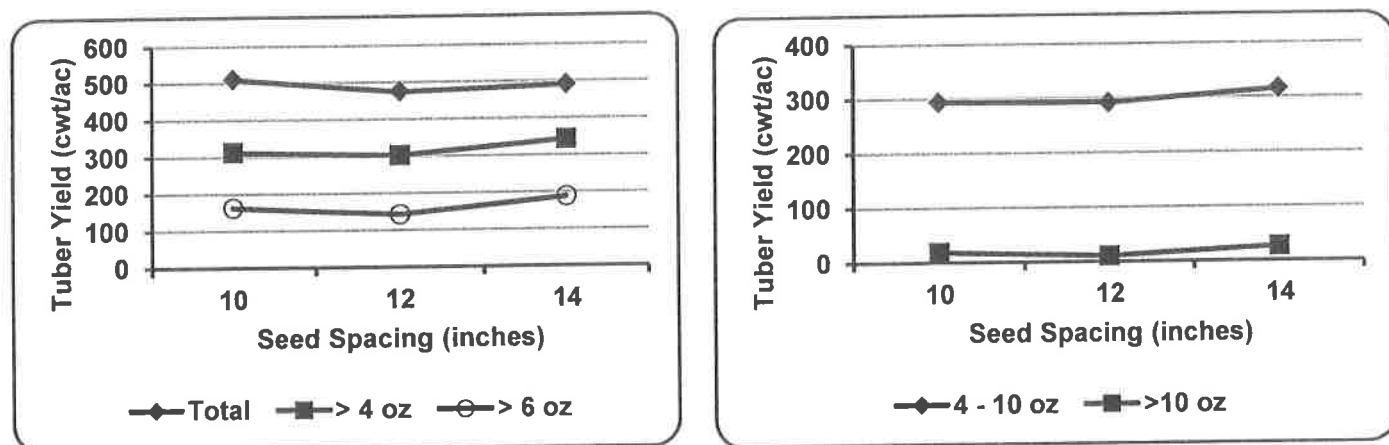 600
500
400
300
200
100
0
Tuber Yield (cwt/ac)
10 12 14
Seed Spacing (inches)
Total > 4 oz > 6 oz
400
300
200
100
0
Tuber Yield (cwt/ac)
10 12 14
Seed Spacing (inches)
4 - 10 oz >10 oz